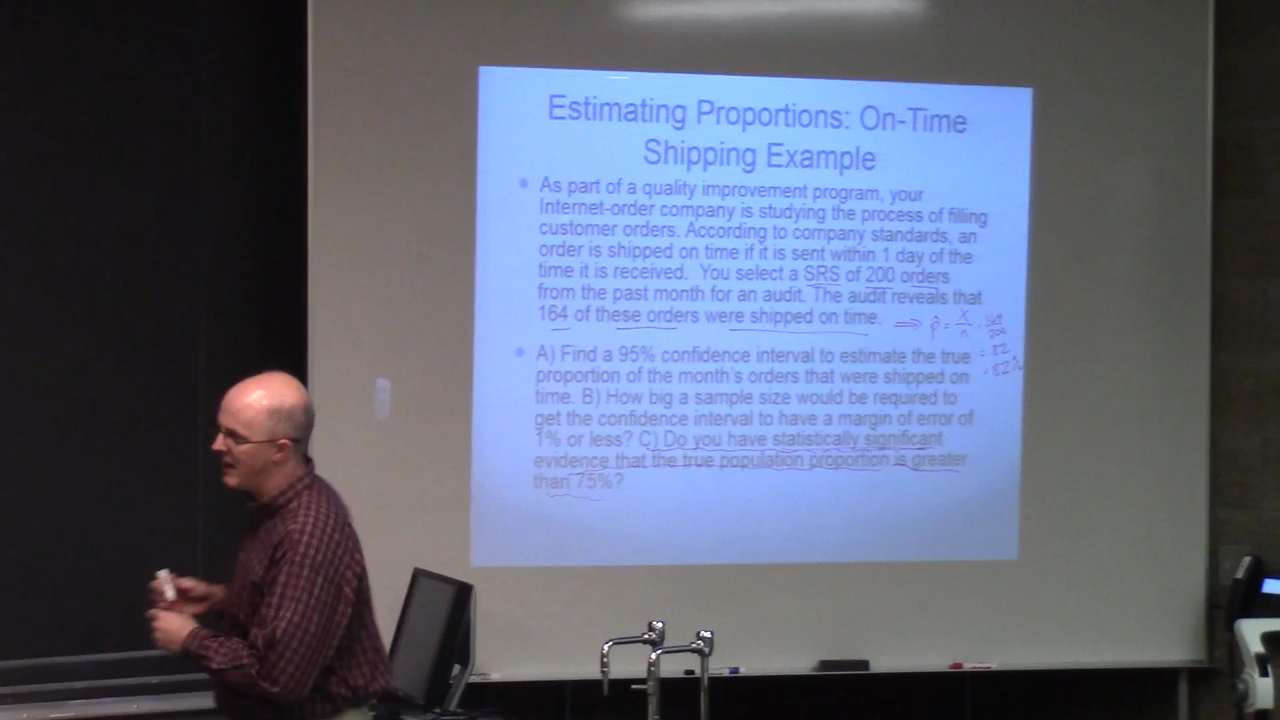 Estimating Proportions: On-Time
Shipping Example
• As part of a quality improvement program, your
Internet-order company is studying the process of filling
customer orders. According to company standards, an
order is shipped on time if it is sent within 1 day of the
time it is received. You select a SRS of 200 orders
from the past month for an audit. The audit reveals that
164 of these orders were shipped on time. ⇒ p̂ = X/n = 164/200
= .82
= 82%
• A) Find a 95% confidence interval to estimate the true
proportion of the month's orders that were shipped on
time. B) How big a sample size would be required to
get the confidence interval to have a margin of error of
1% or less? C) Do you have statistically significant
evidence that the true population proportion is greater
than 75%?